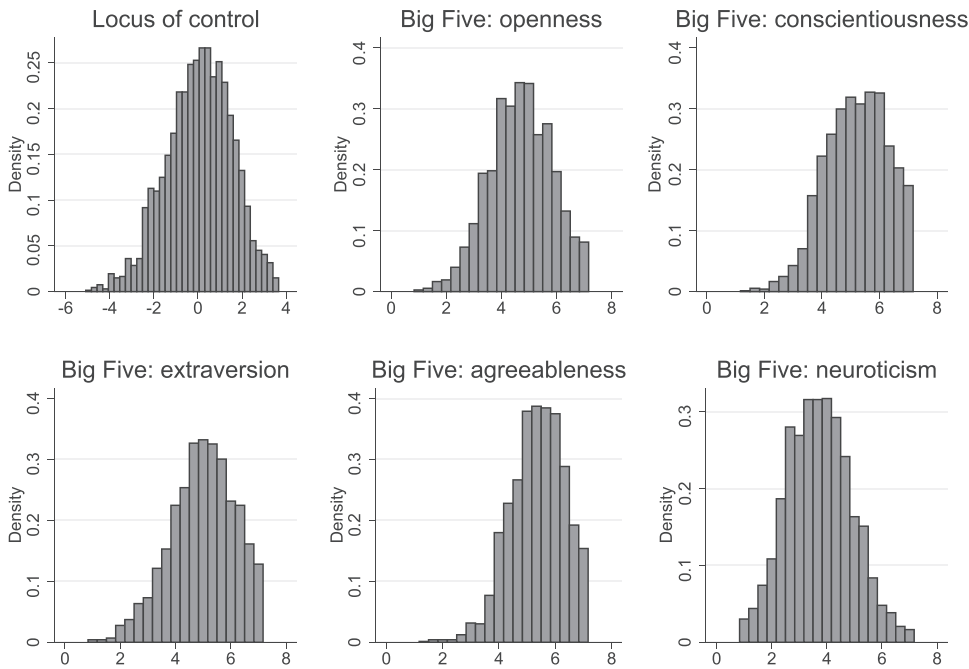 Locus of control
Density
0.25
0.2
0.15
0.1
0.05
0
-6 -4 -2 0 2 4
Big Five: openness
Density
0.4
0.3
0.2
0.1
0
0 2 4 6 8
Big Five: conscientiousness
Density
0.4
0.3
0.2
0.1
0
0 2 4 6 8
Big Five: extraversion
Density
0.4
0.3
0.2
0.1
0
0 2 4 6 8
Big Five: agreeableness
Density
0.4
0.3
0.2
0.1
0
0 2 4 6 8
Big Five: neuroticism
Density
0.3
0.2
0.1
0
0 2 4 6 8